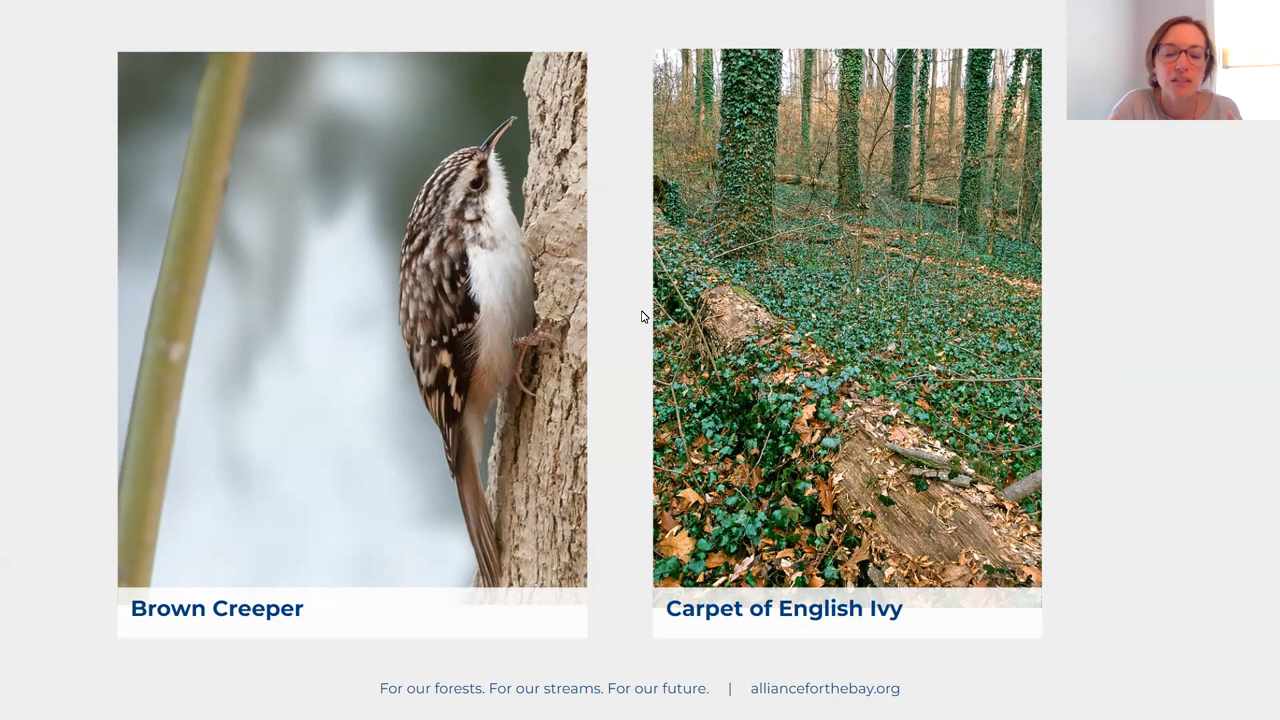 Brown Creeper
Carpet of English Ivy
For our forests. For our streams. For our future. | allianceforthebay.org